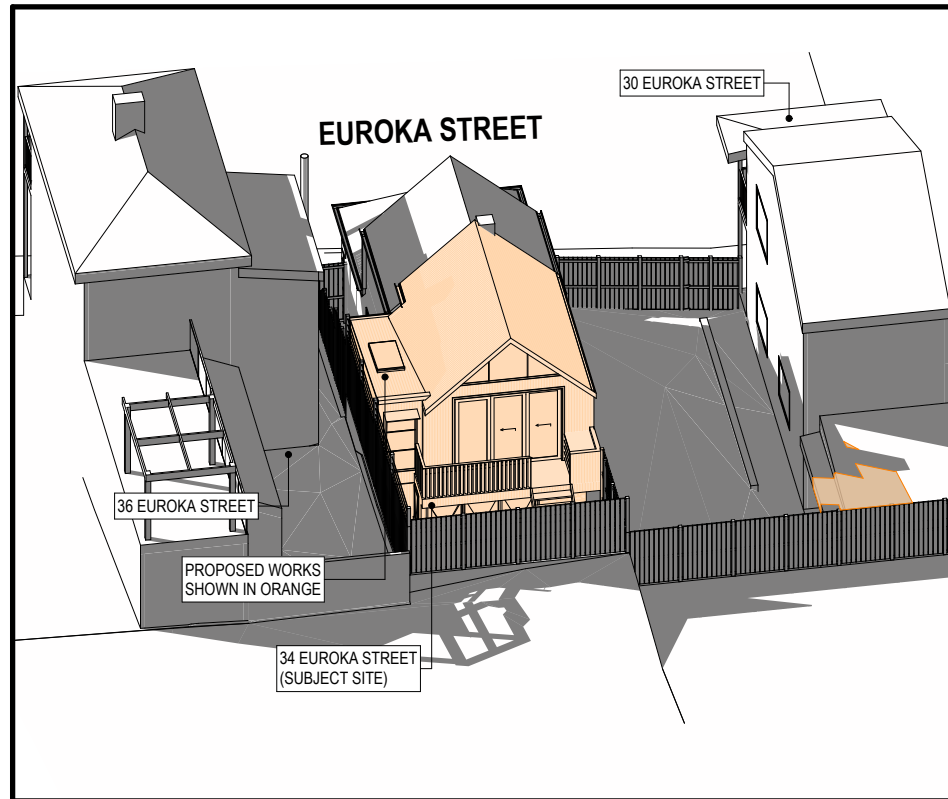 30 EUROKA STREET
EUROKA STREET
36 EUROKA STREET
PROPOSED WORKS
SHOWN IN ORANGE
34 EUROKA STREET
(SUBJECT SITE)